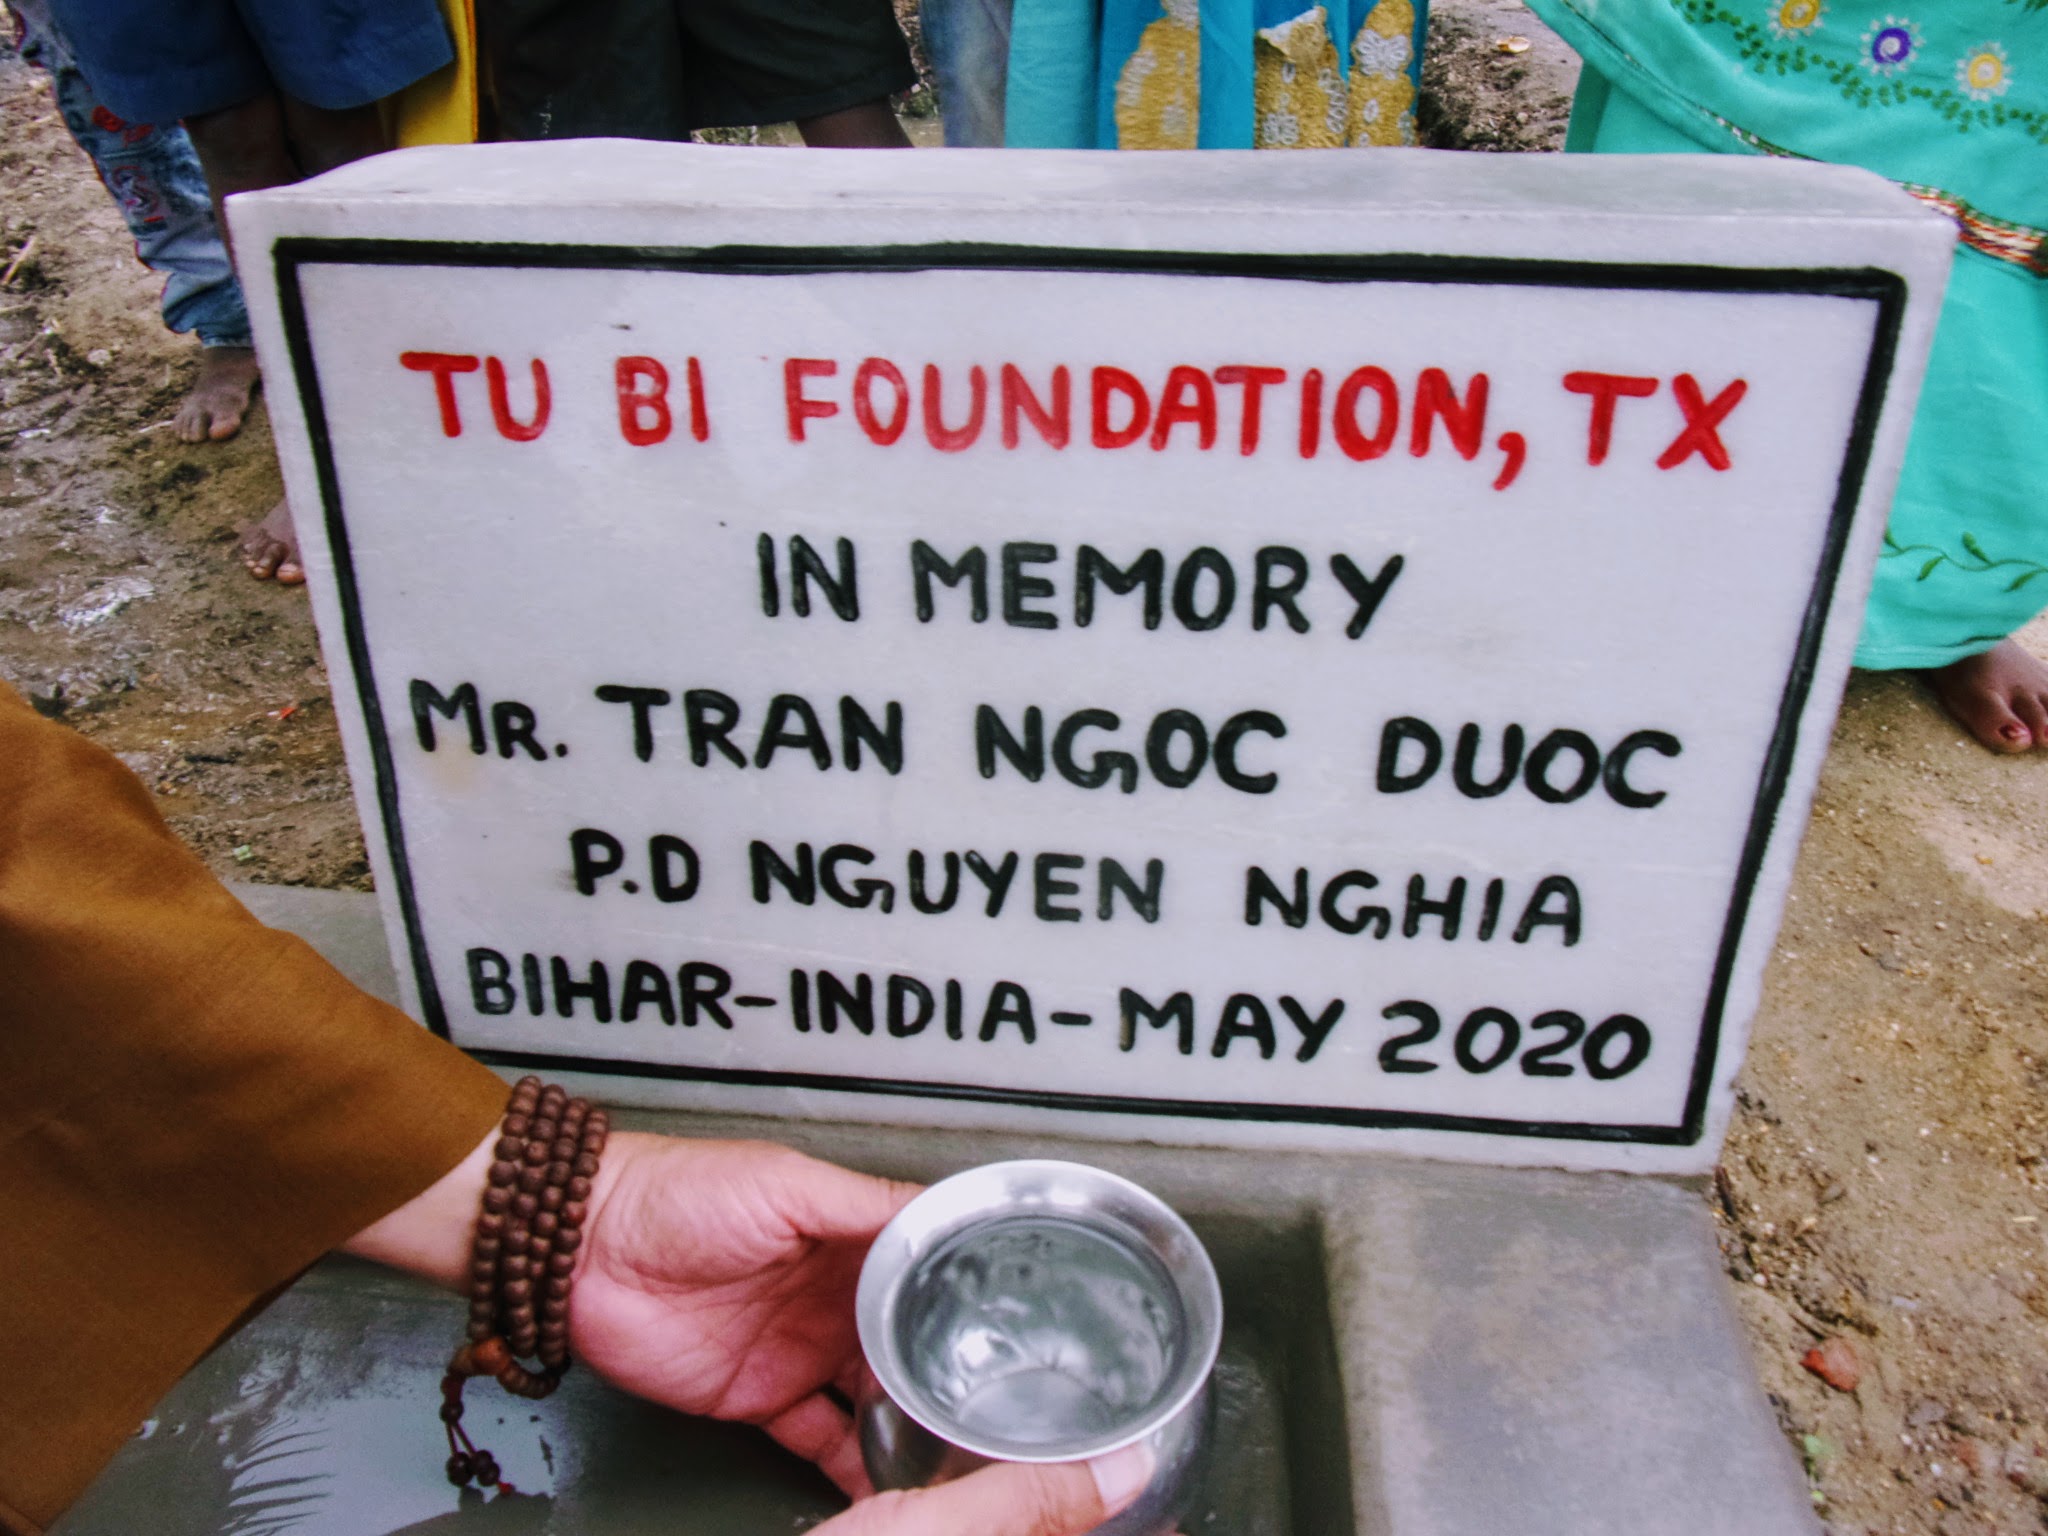 TU BI FOUNDATION, TX
IN MEMORY
MR. TRAN NGOC DUOC
P.D NGUYEN NGHIA
BIHAR-INDIA-MAY 2020